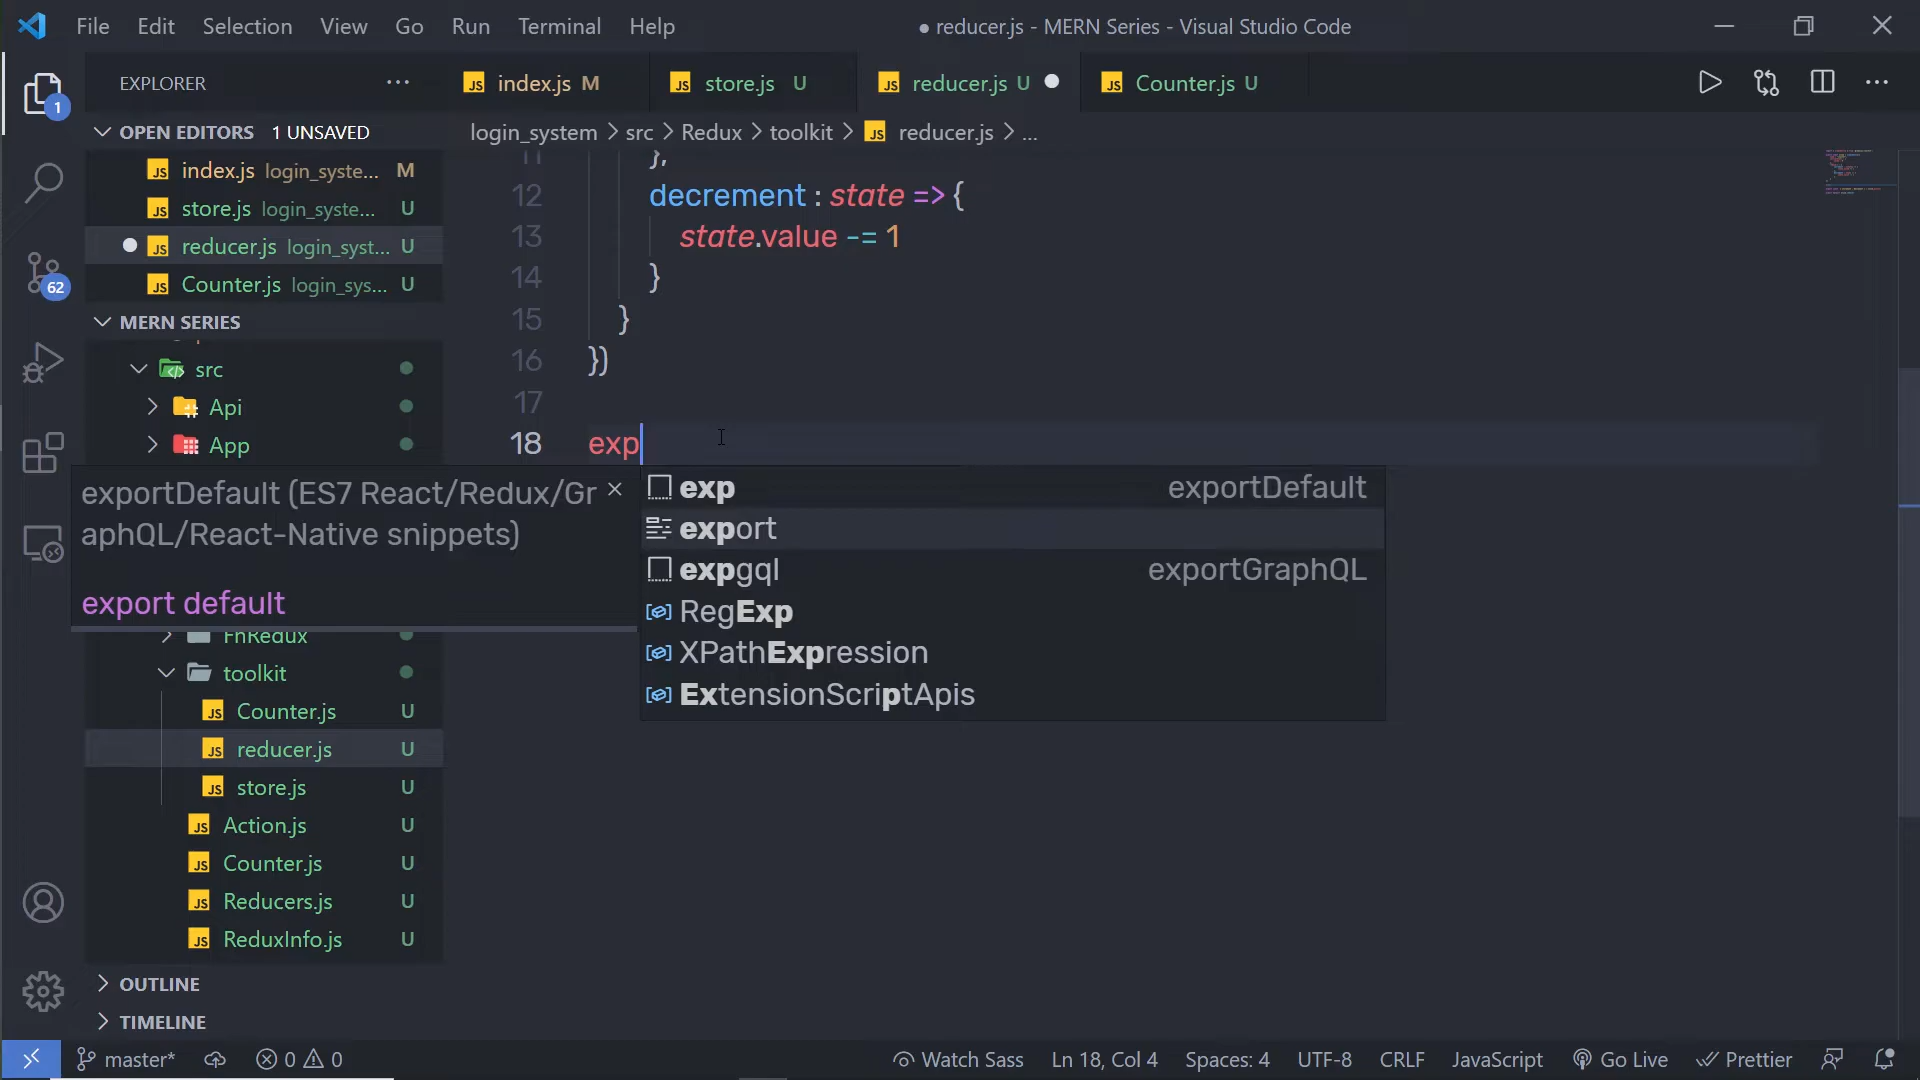 File Edit Selection View Go Run Terminal Help
● reducer.js - MERN Series - Visual Studio Code
EXPLORER
index.js M
store.js U
reducer.js U
Counter.js U
OPEN EDITORS 1 UNSAVED
login_system > src > Redux > toolkit > reducer.js > ...
index.js login_syste... M
store.js login_syste... U
reducer.js login_syst... U
Counter.js login_sys... U
MERN SERIES
src
Api
App
FnRedux
toolkit
Counter.js U
reducer.js U
store.js U
Action.js U
Counter.js U
Reducers.js U
ReduxInfo.js U
OUTLINE
TIMELINE
1
62
11 },
12 decrement : state => {
13 state.value -= 1
14 }
15 }
16 })
17
18 exp
exportDefault (ES7 React/Redux/Gr
aphQL/React-Native snippets)
export default
exp exportDefault
export
expgql exportGraphQL
RegExp
XPathExpression
ExtensionScriptApis
master* 0 0 Watch Sass Ln 18, Col 4 Spaces: 4 UTF-8 CRLF JavaScript Go Live Prettier